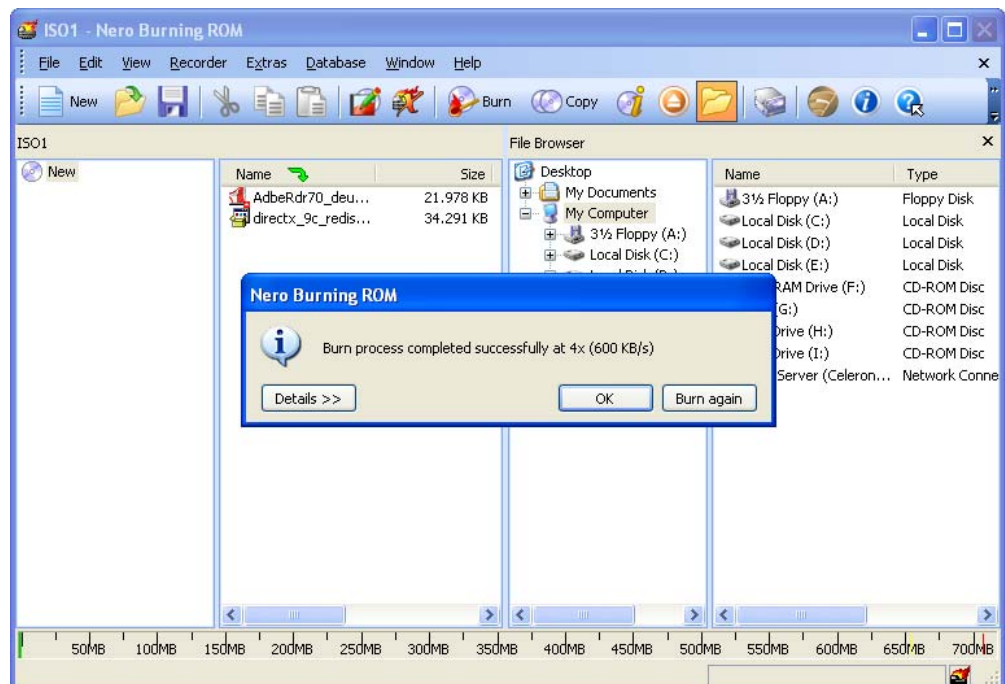 ISO1 - Nero Burning ROM
File Edit View Recorder Extras Database Window Help
New Burn Copy
ISO1
File Browser
New
Name Size
AdbeRdr70_deu... 21.978 KB
directx_9c_redis... 34.291 KB
Desktop
My Documents
My Computer
3½ Floppy (A:)
Local Disk (C:)
Name Type
3½ Floppy (A:) Floppy Disk
Local Disk (C:) Local Disk
Local Disk (D:) Local Disk
Local Disk (E:) Local Disk
RAM Drive (F:) CD-ROM Disc
(G:) CD-ROM Disc
Drive (H:) CD-ROM Disc
Drive (I:) CD-ROM Disc
Server (Celeron... Network Conne
Nero Burning ROM
Burn process completed successfully at 4x (600 KB/s)
Details >> OK Burn again
50MB 100MB 150MB 200MB 250MB 300MB 350MB 400MB 450MB 500MB 550MB 600MB 650MB 700MB